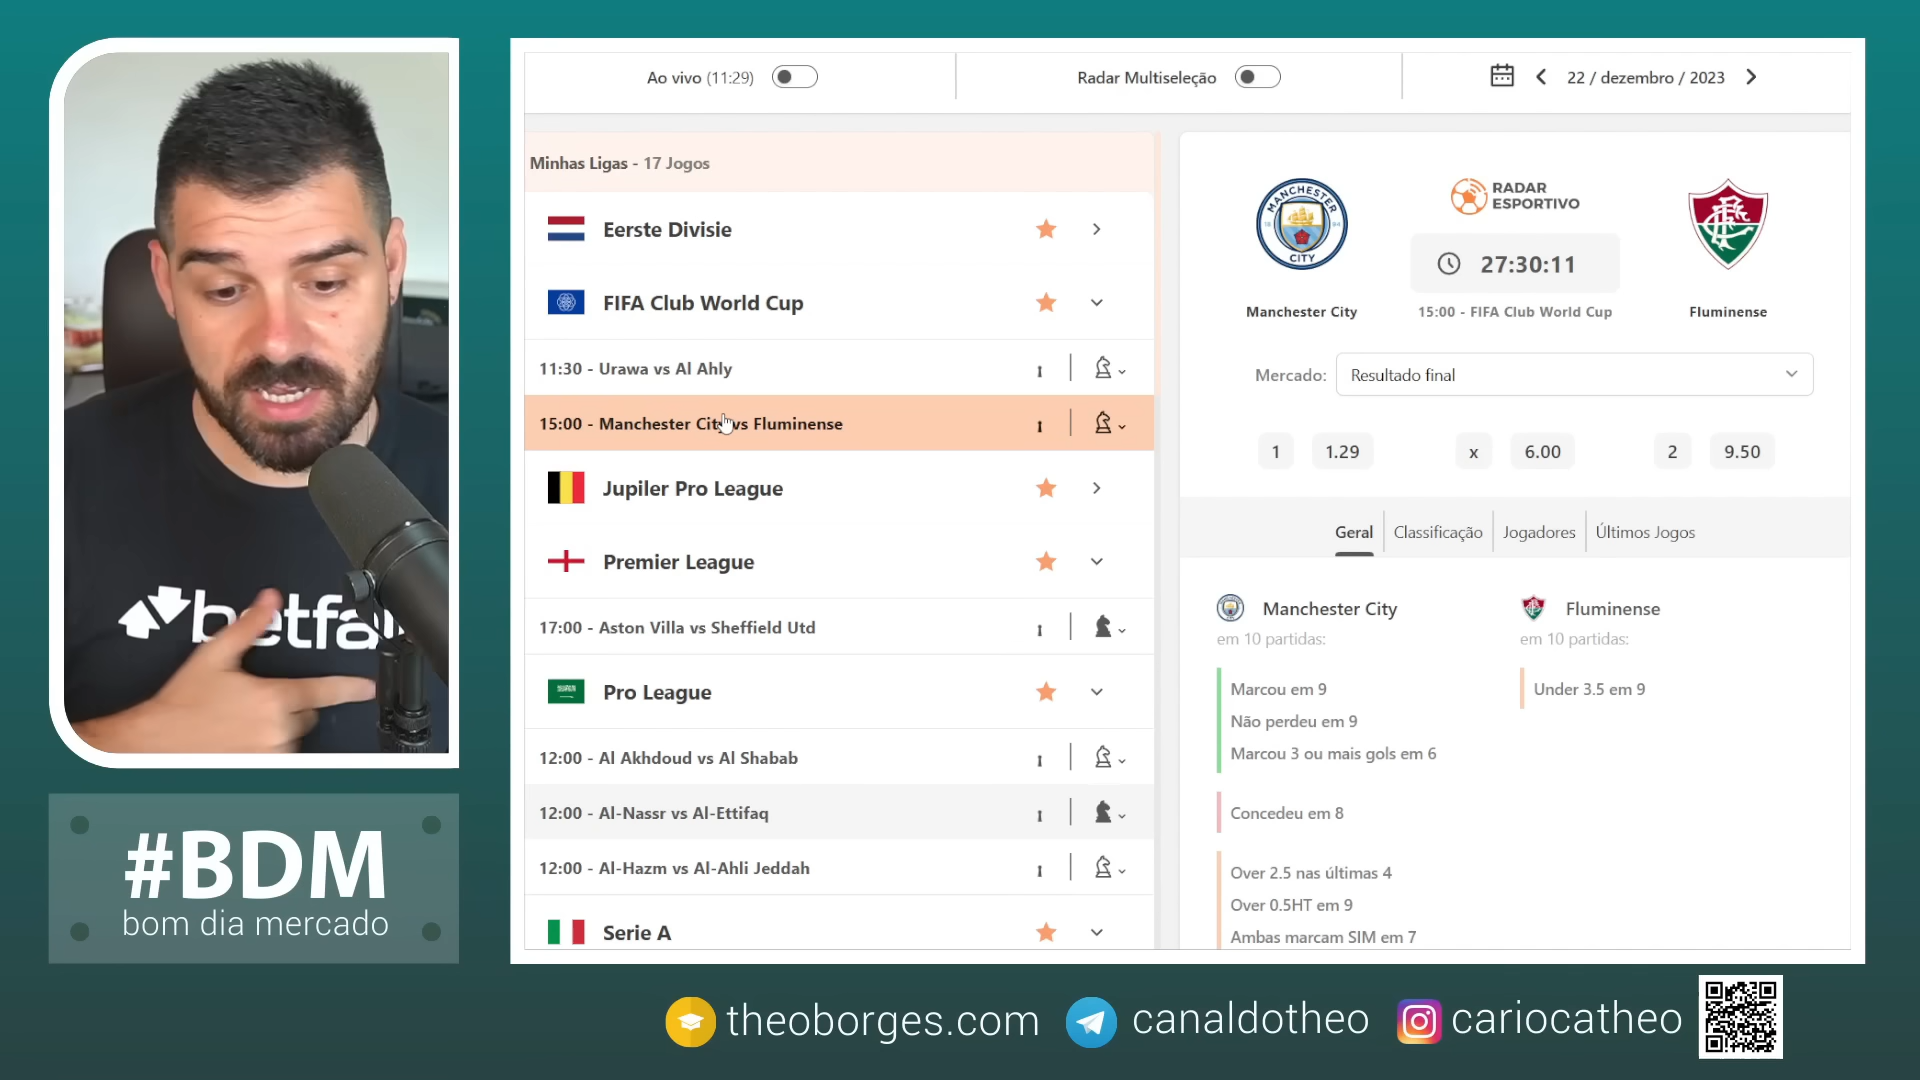 Ao vivo (11:29)
Radar Multiseleção
22 / dezembro / 2023
Minhas Ligas - 17 Jogos
Eerste Divisie
FIFA Club World Cup
11:30 - Urawa vs Al Ahly
15:00 - Manchester City vs Fluminense
Jupiler Pro League
Premier League
17:00 - Aston Villa vs Sheffield Utd
Pro League
12:00 - Al Akhdoud vs Al Shabab
12:00 - Al-Nassr vs Al-Ettifaq
12:00 - Al-Hazm vs Al-Ahli Jeddah
Serie A
MANCHESTER
18 94
CITY
RADAR
ESPORTIVO
27:30:11
Manchester City
15:00 - FIFA Club World Cup
Fluminense
Mercado: Resultado final
1 1.29 x 6.00 2 9.50
Geral Classificação Jogadores Últimos Jogos
Manchester City
em 10 partidas:
Marcou em 9
Não perdeu em 9
Marcou 3 ou mais gols em 6
Concedeu em 8
Over 2.5 nas últimas 4
Over 0.5HT em 9
Ambas marcam SIM em 7
Fluminense
em 10 partidas:
Under 3.5 em 9
betfai
#BDM
bom dia mercado
theoborges.com
canaldotheo
cariocatheo